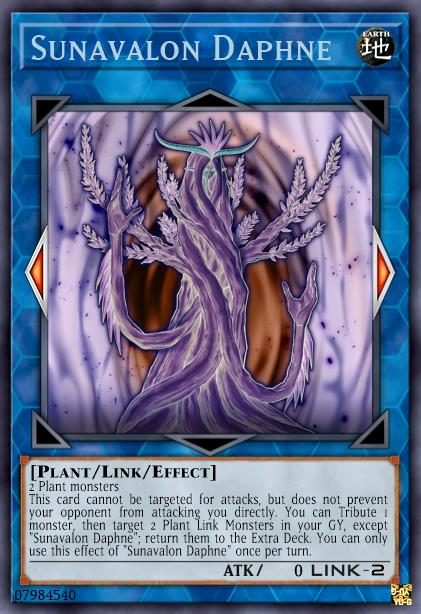 Sunavalon Daphne
EARTH
地
[Plant/Link/Effect]
2 Plant monsters
This card cannot be targeted for attacks, but does not prevent
your opponent from attacking you directly. You can Tribute 1
monster, then target 2 Plant Link Monsters in your GY, except
"Sunavalon Daphne"; return them to the Extra Deck. You can only
use this effect of "Sunavalon Daphne" once per turn.
ATK/ 0 LINK-2
07984540